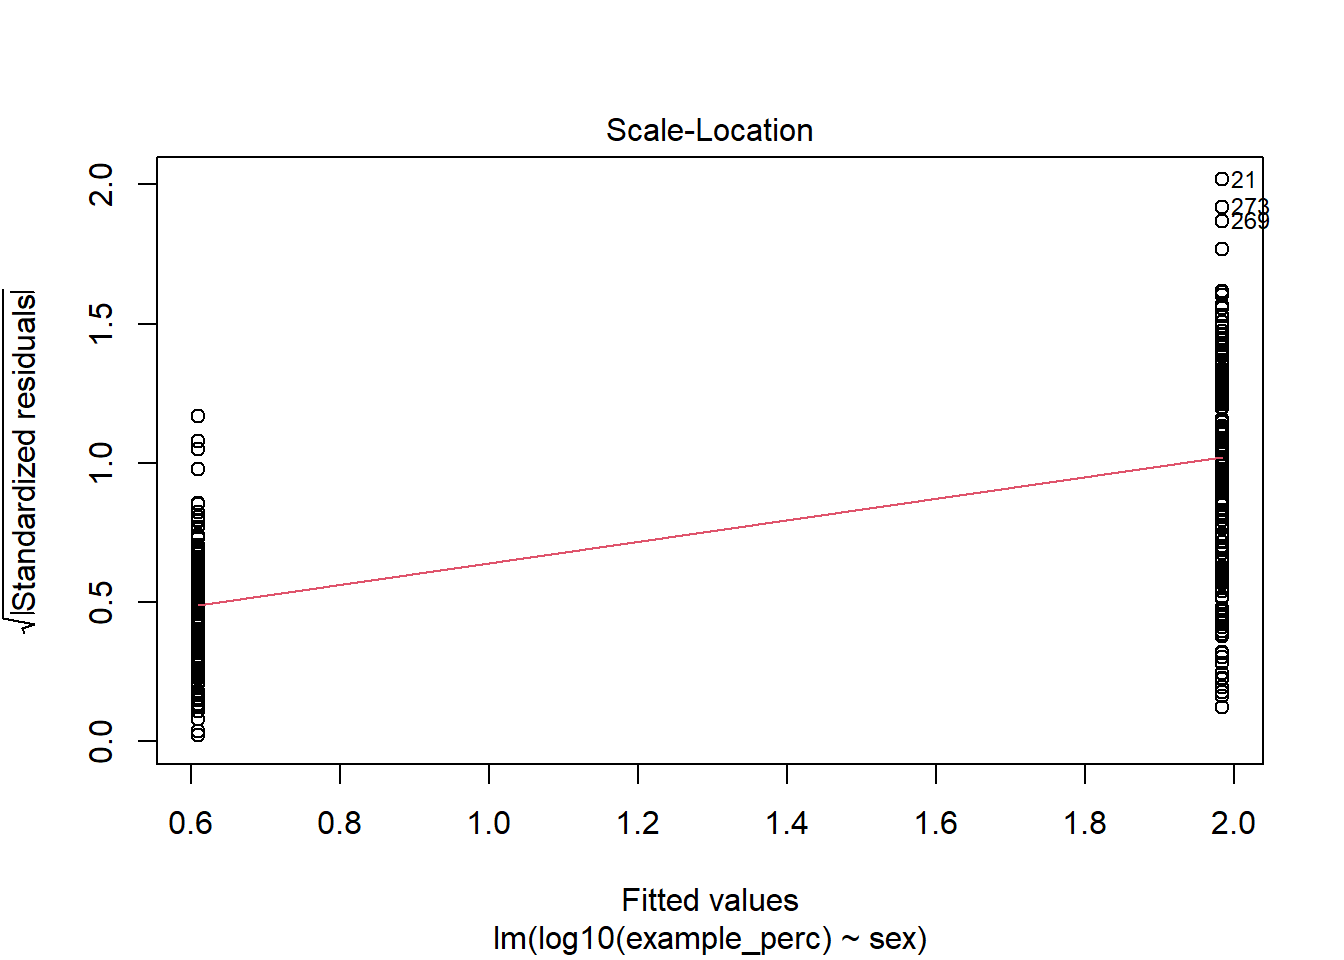 Scale-Location
√|Standardized residuals|
2.0
1.5
1.0
0.5
0.0
21
273
269
0.6 0.8 1.0 1.2 1.4 1.6 1.8 2.0
Fitted values
lm(log10(example_perc) ~ sex)